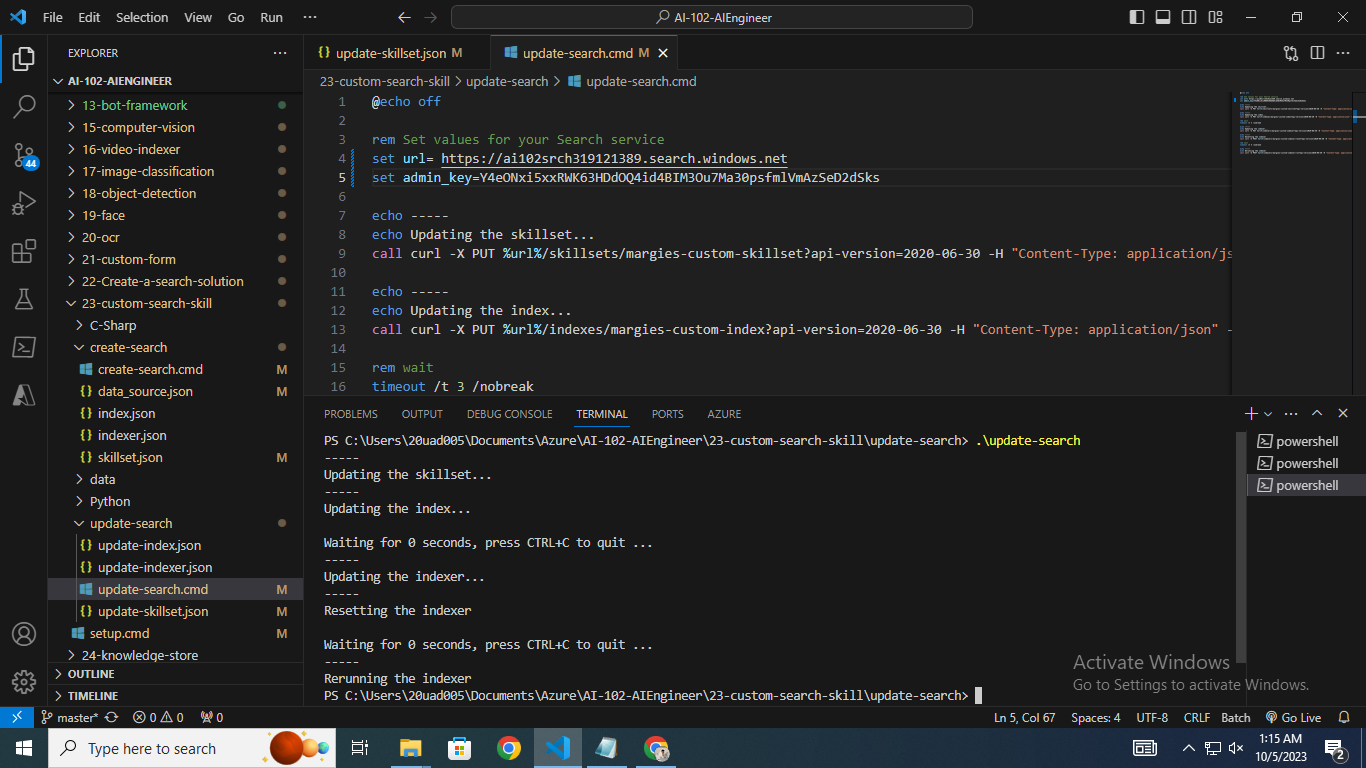 File Edit Selection View Go Run ··· AI-102-AIEngineer
EXPLORER ···
AI-102-AIENGINEER
13-bot-framework
15-computer-vision
16-video-indexer
17-image-classification
18-object-detection
19-face
20-ocr
21-custom-form
22-Create-a-search-solution
23-custom-search-skill
C-Sharp
create-search
create-search.cmd M
{} data_source.json M
{} index.json
{} indexer.json
{} skillset.json M
data
Python
update-search
{} update-index.json
{} update-indexer.json
update-search.cmd M
{} update-skillset.json M
setup.cmd M
24-knowledge-store
OUTLINE
TIMELINE
44
{} update-skillset.json M update-search.cmd M
23-custom-search-skill > update-search > update-search.cmd
1 @echo off
2
3 rem Set values for your Search service
4 set url= https://ai102srch319121389.search.windows.net
5 set admin_key=Y4eONxi5xxRWK63HDdOQ4id4BIM3Ou7Ma30psfmlVmAzSeD2dSks
6
7 echo -----
8 echo Updating the skillset...
9 call curl -X PUT %url%/skillsets/margies-custom-skillset?api-version=2020-06-30 -H "Content-Type: application/js
10
11 echo -----
12 echo Updating the index...
13 call curl -X PUT %url%/indexes/margies-custom-index?api-version=2020-06-30 -H "Content-Type: application/json" -
14
15 rem wait
16 timeout /t 3 /nobreak
PROBLEMS OUTPUT DEBUG CONSOLE TERMINAL PORTS AZURE
PS C:\Users\20uad005\Documents\Azure\AI-102-AIEngineer\23-custom-search-skill\update-search> .\update-search
-----
Updating the skillset...
-----
Updating the index...
Waiting for 0 seconds, press CTRL+C to quit ...
-----
Updating the indexer...
-----
Resetting the indexer
Waiting for 0 seconds, press CTRL+C to quit ...
-----
Rerunning the indexer
PS C:\Users\20uad005\Documents\Azure\AI-102-AIEngineer\23-custom-search-skill\update-search>
powershell
powershell
powershell
Activate Windows
Go to Settings to activate Windows.
master* 0 0 0 Ln 5, Col 67 Spaces: 4 UTF-8 CRLF Batch Go Live
Type here to search
1:15 AM
10/5/2023
2